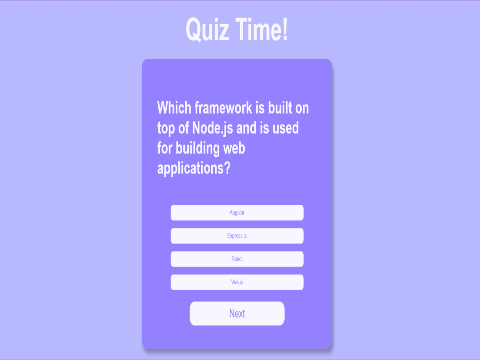 Quiz Time!
Which framework is built on
top of Node.js and is used
for building web
applications?
Angular
Express.js
React
Vue.js
Next